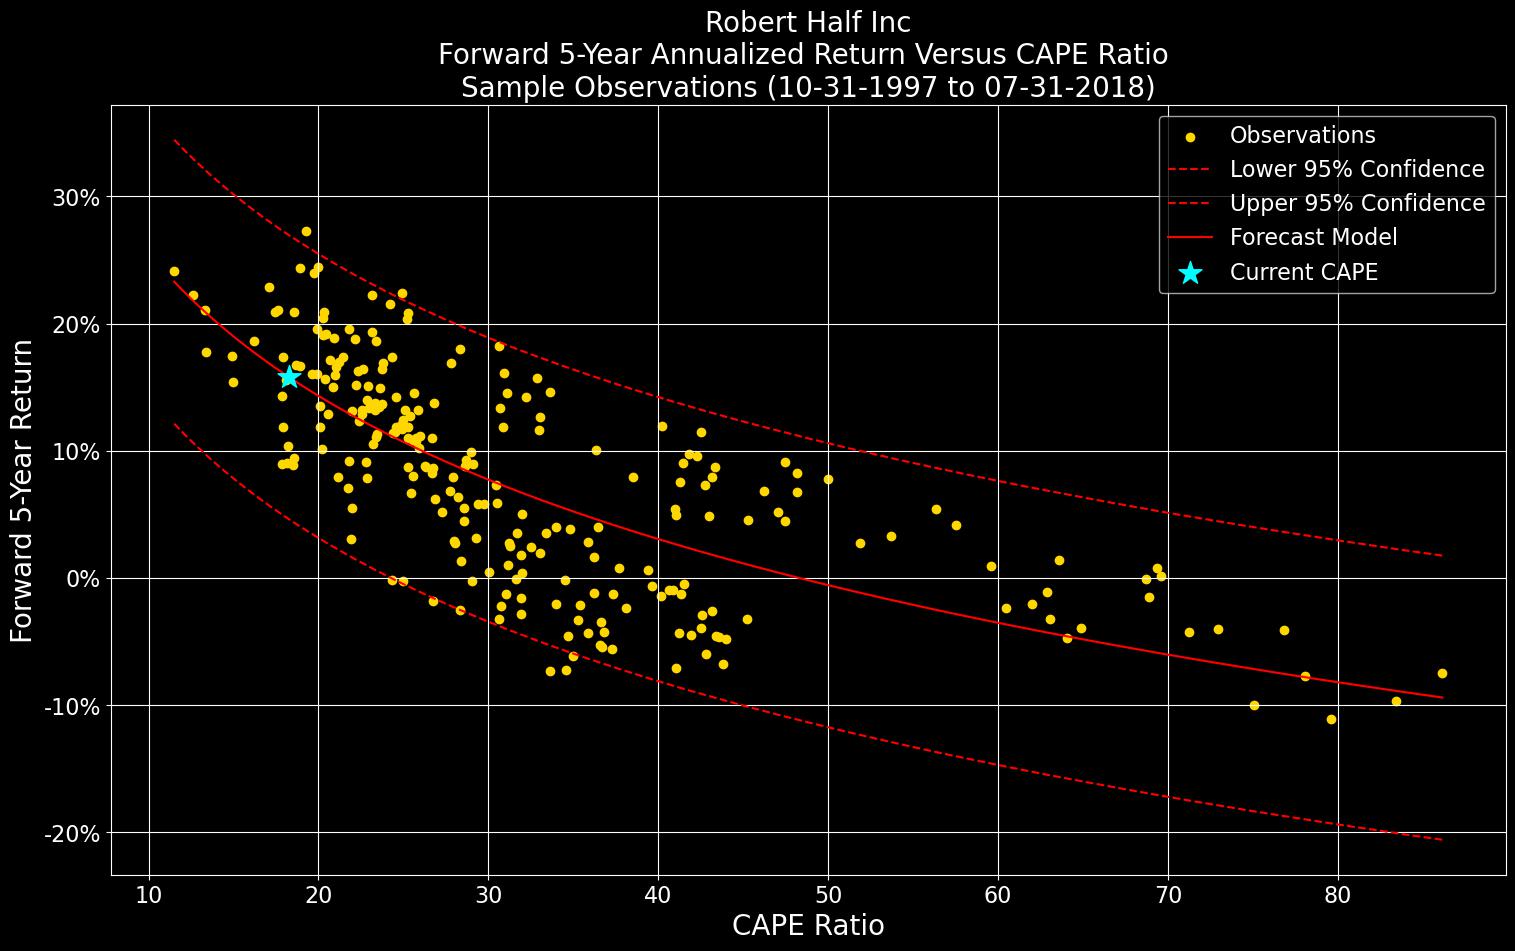 Robert Half Inc
Forward 5-Year Annualized Return Versus CAPE Ratio
Sample Observations (10-31-1997 to 07-31-2018)
Observations
Lower 95% Confidence
Upper 95% Confidence
Forecast Model
Current CAPE
Forward 5-Year Return
30%
20%
10%
0%
-10%
-20%
10 20 30 40 50 60 70 80
CAPE Ratio